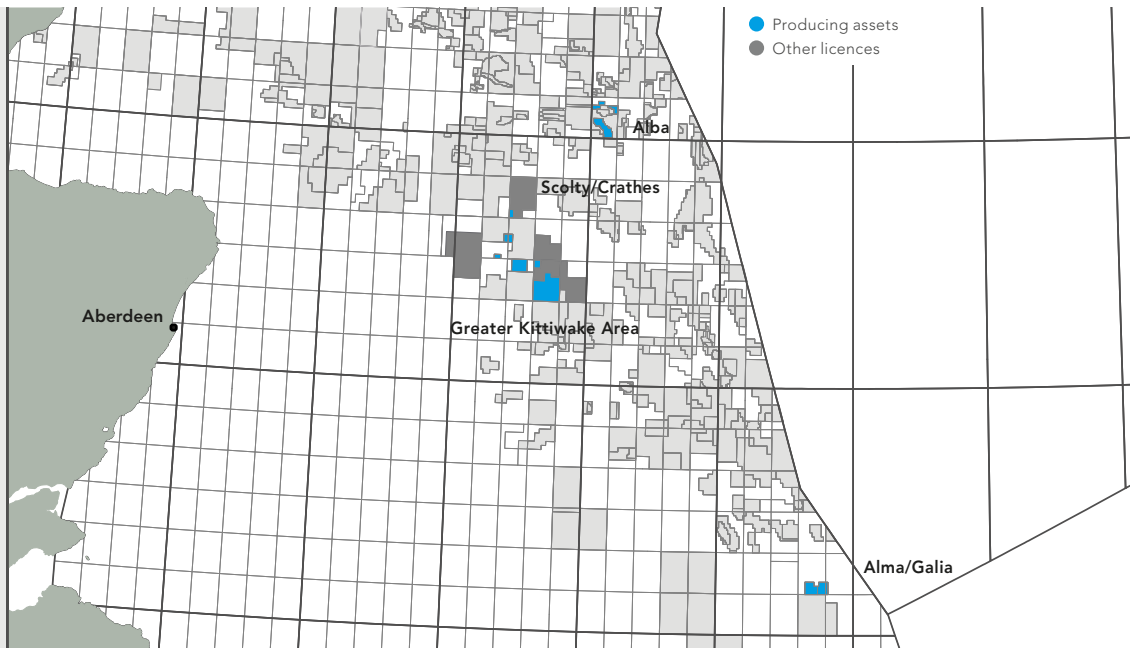 Producing assets
Other licences
Alba
Scolty/Crathes
Aberdeen
Greater Kittiwake Area
Alma/Galia